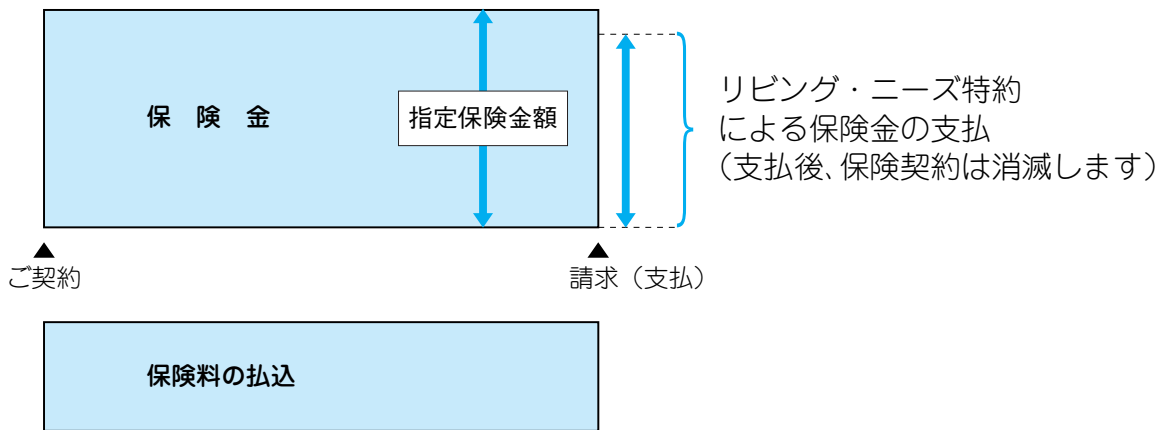 保　険　金
指定保険金額
リビング・ニーズ特約
による保険金の支払
（支払後、保険契約は消滅します）
ご契約
請求（支払）
保険料の払込